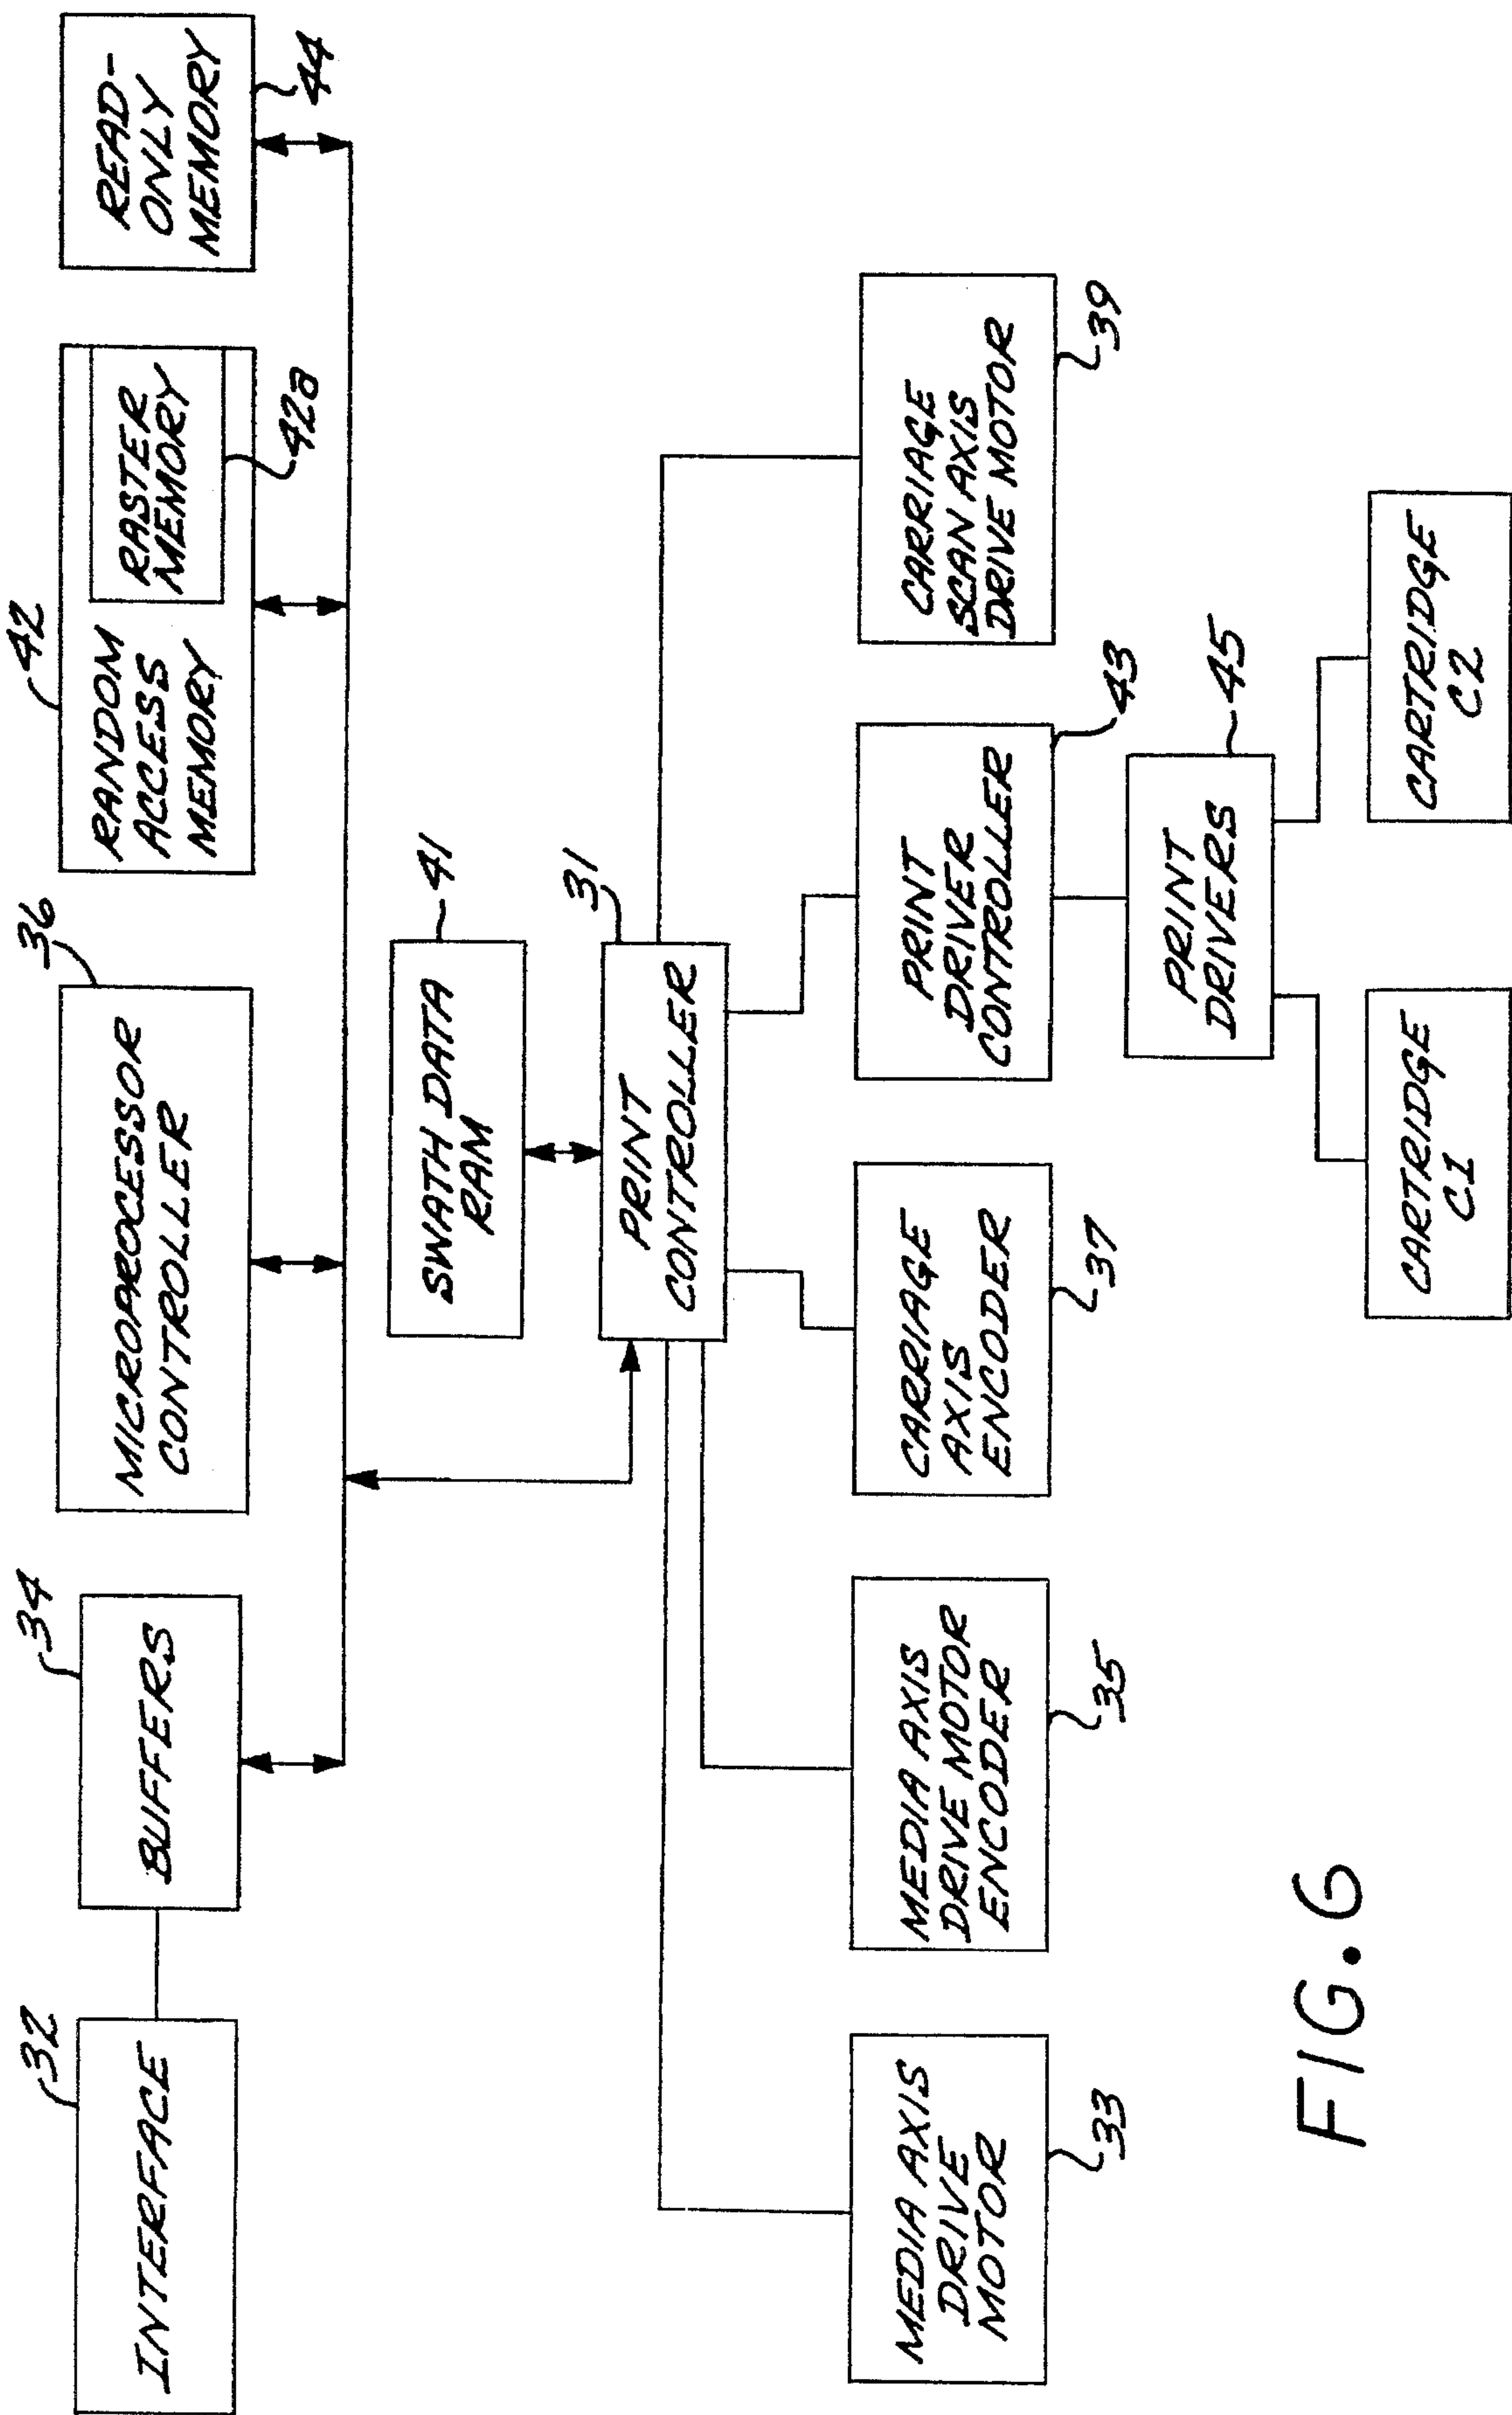 32
INTERFACE
34
BUFFERS
36
MICROPROCESSOR
CONTROLLER
42
RANDOM
ACCESS
MEMORY
RASTER
MEMORY
42a
READ-
ONLY
MEMORY
44
SWATH DATA
RAM
41
PRINT
CONTROLLER
31
MEDIA AXIS
DRIVE
MOTOR
33
MEDIA AXIS
DRIVE MOTOR
ENCODER
35
CARRIAGE
AXIS
ENCODER
37
PRINT
DRIVER
CONTROLLER
43
CARRIAGE
SCAN AXIS
DRIVE MOTOR
39
PRINT
DRIVERS
45
CARTRIDGE
C1
CARTRIDGE
C2
FIG. 6